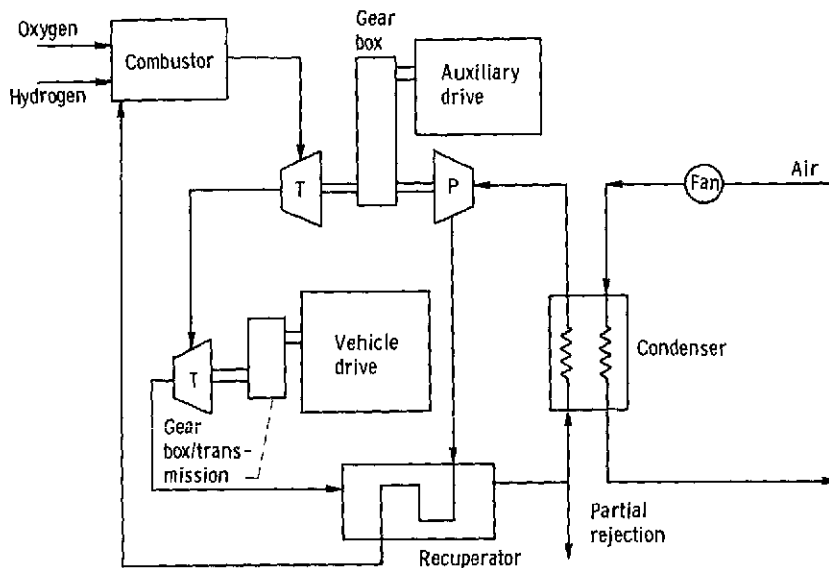 Oxygen
Hydrogen
Combustor
Gear
box
Auxiliary
drive
T
P
Fan
Air
Condenser
T
Vehicle
drive
Gear
box/trans-
mission
Recuperator
Partial
rejection